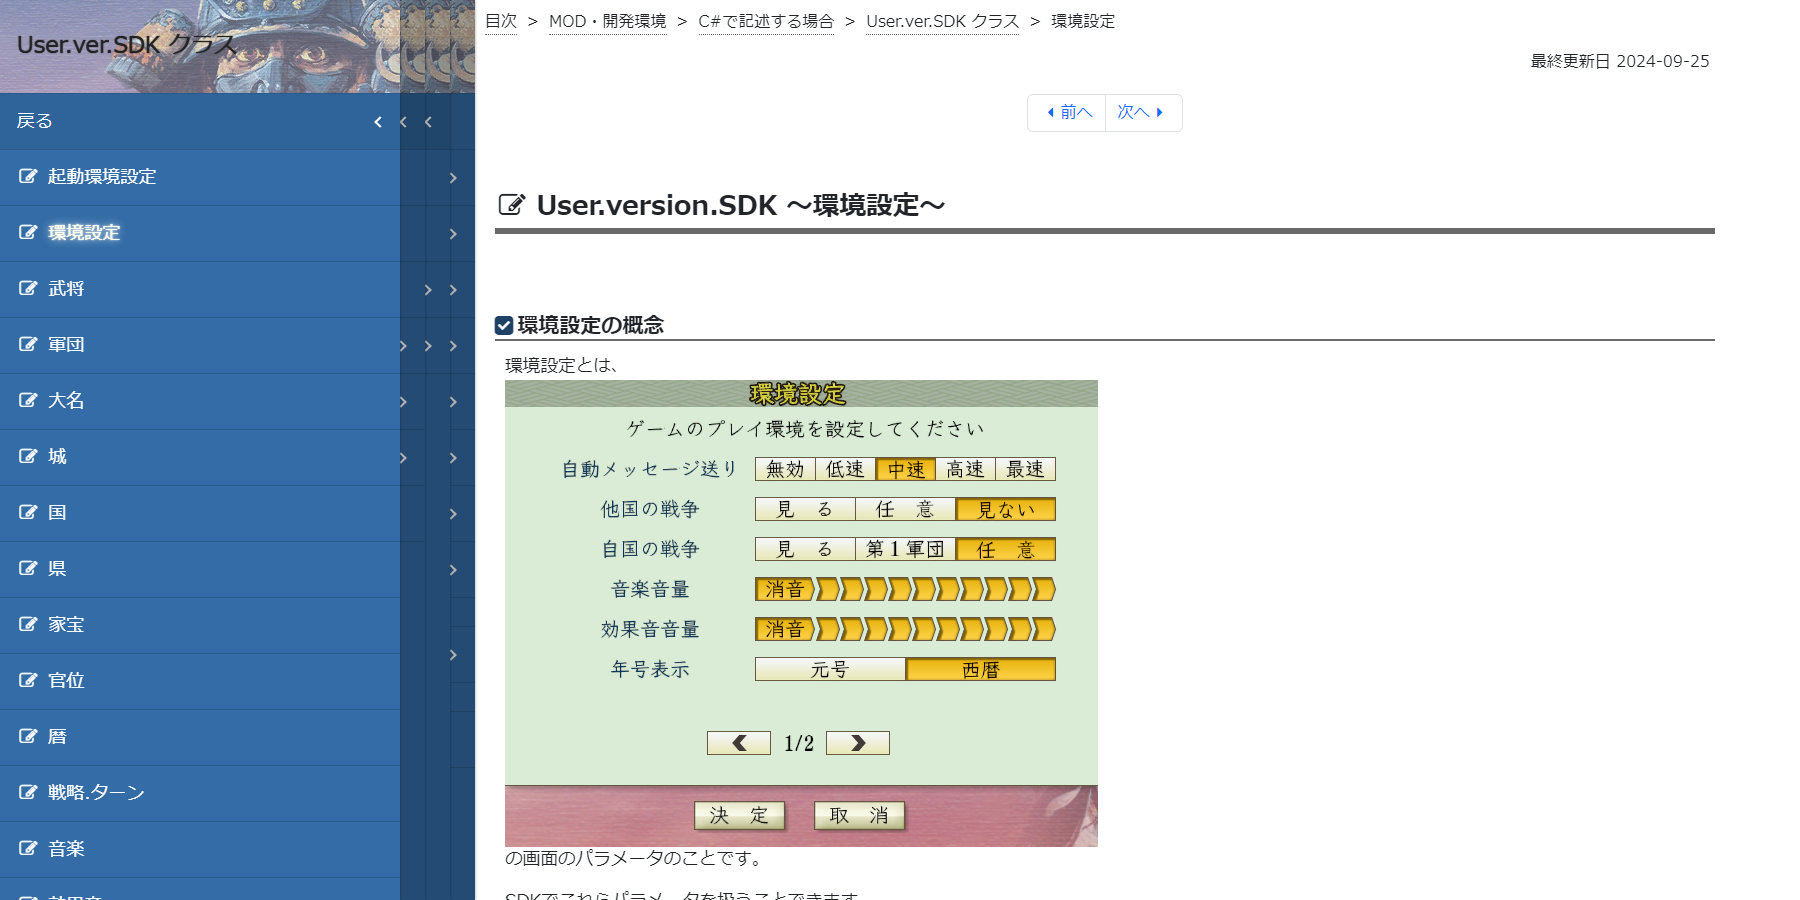 User.ver.SDK クラス
戻る
起動環境設定
環境設定
武将
軍団
大名
城
国
県
家宝
官位
暦
戦略.ターン
音楽
目次 > MOD・開発環境 > C#で記述する場合 > User.ver.SDK クラス > 環境設定
最終更新日 2024-09-25
前へ 次へ
User.version.SDK ～環境設定～
環境設定の概念
環境設定とは、
環境設定
ゲームのプレイ環境を設定してください
自動メッセージ送り 無効 低速 中速 高速 最速
他国の戦争 見る 任意 見ない
自国の戦争 見る 第１軍団 任意
音楽音量 消音
効果音音量 消音
年号表示 元号 西暦
1/2
決定 取消
の画面のパラメータのことです。
SDKでこれらパラメータを扱うことできます